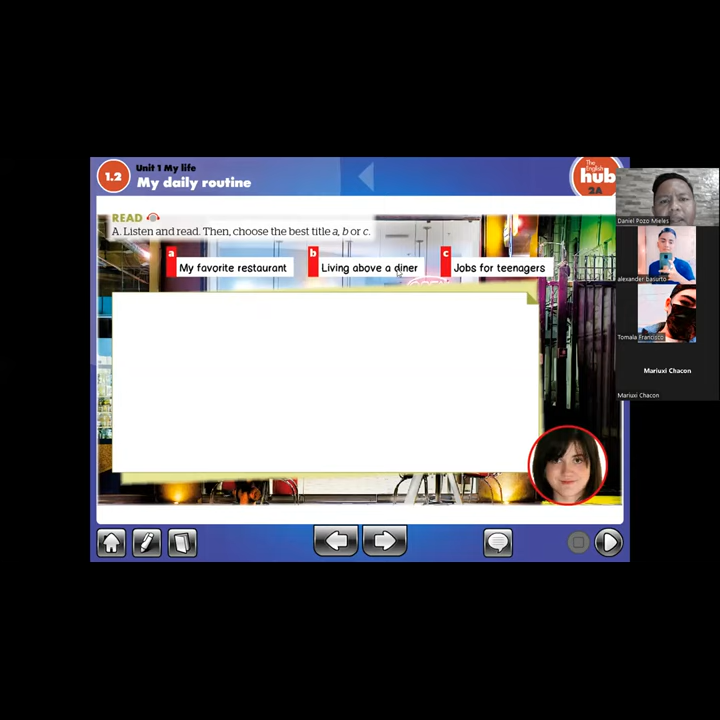 1.2
Unit 1 My life
My daily routine
The
English
hub
2A
READ
A. Listen and read. Then, choose the best title a, b or c.
a
My favorite restaurant
b
Living above a diner
c
Jobs for teenagers
Daniel Pozo Mieles
alexander basurto
Tomala Francisco
Mariuxi Chacon
Mariuxi Chacon